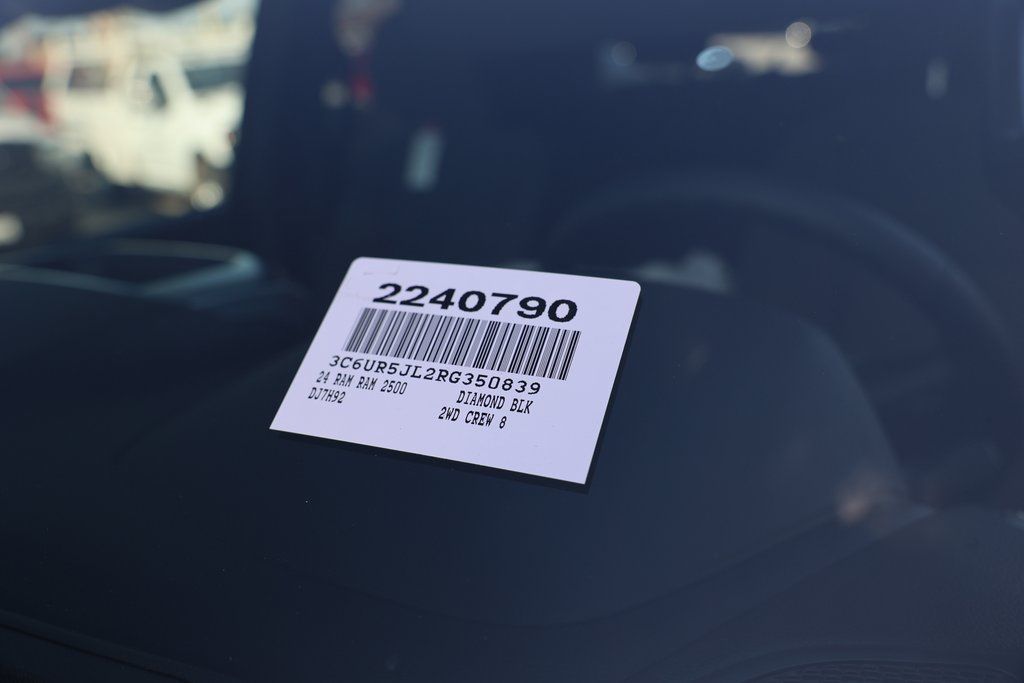 2240790
3C6UR5JL2RG350839
24 RAM RAM 2500 DIAMOND BLK
DJ7H92 2WD CREW 8